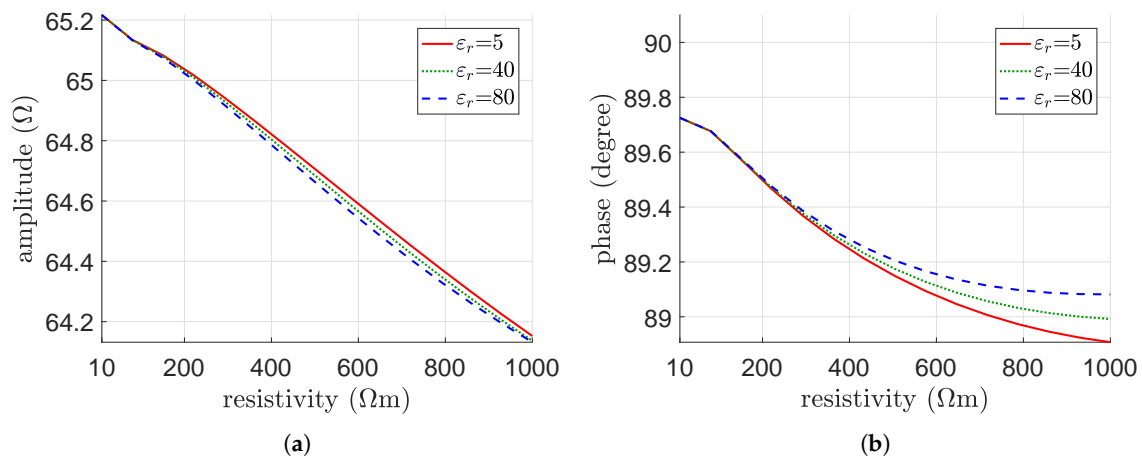 65.2
65
64.8
64.6
64.4
64.2
amplitude (Ω)
10 200 400 600 800 1000
resistivity (Ωm)
εr=5
εr=40
εr=80
(a)
90
89.8
89.6
89.4
89.2
89
phase (degree)
10 200 400 600 800 1000
resistivity (Ωm)
εr=5
εr=40
εr=80
(b)